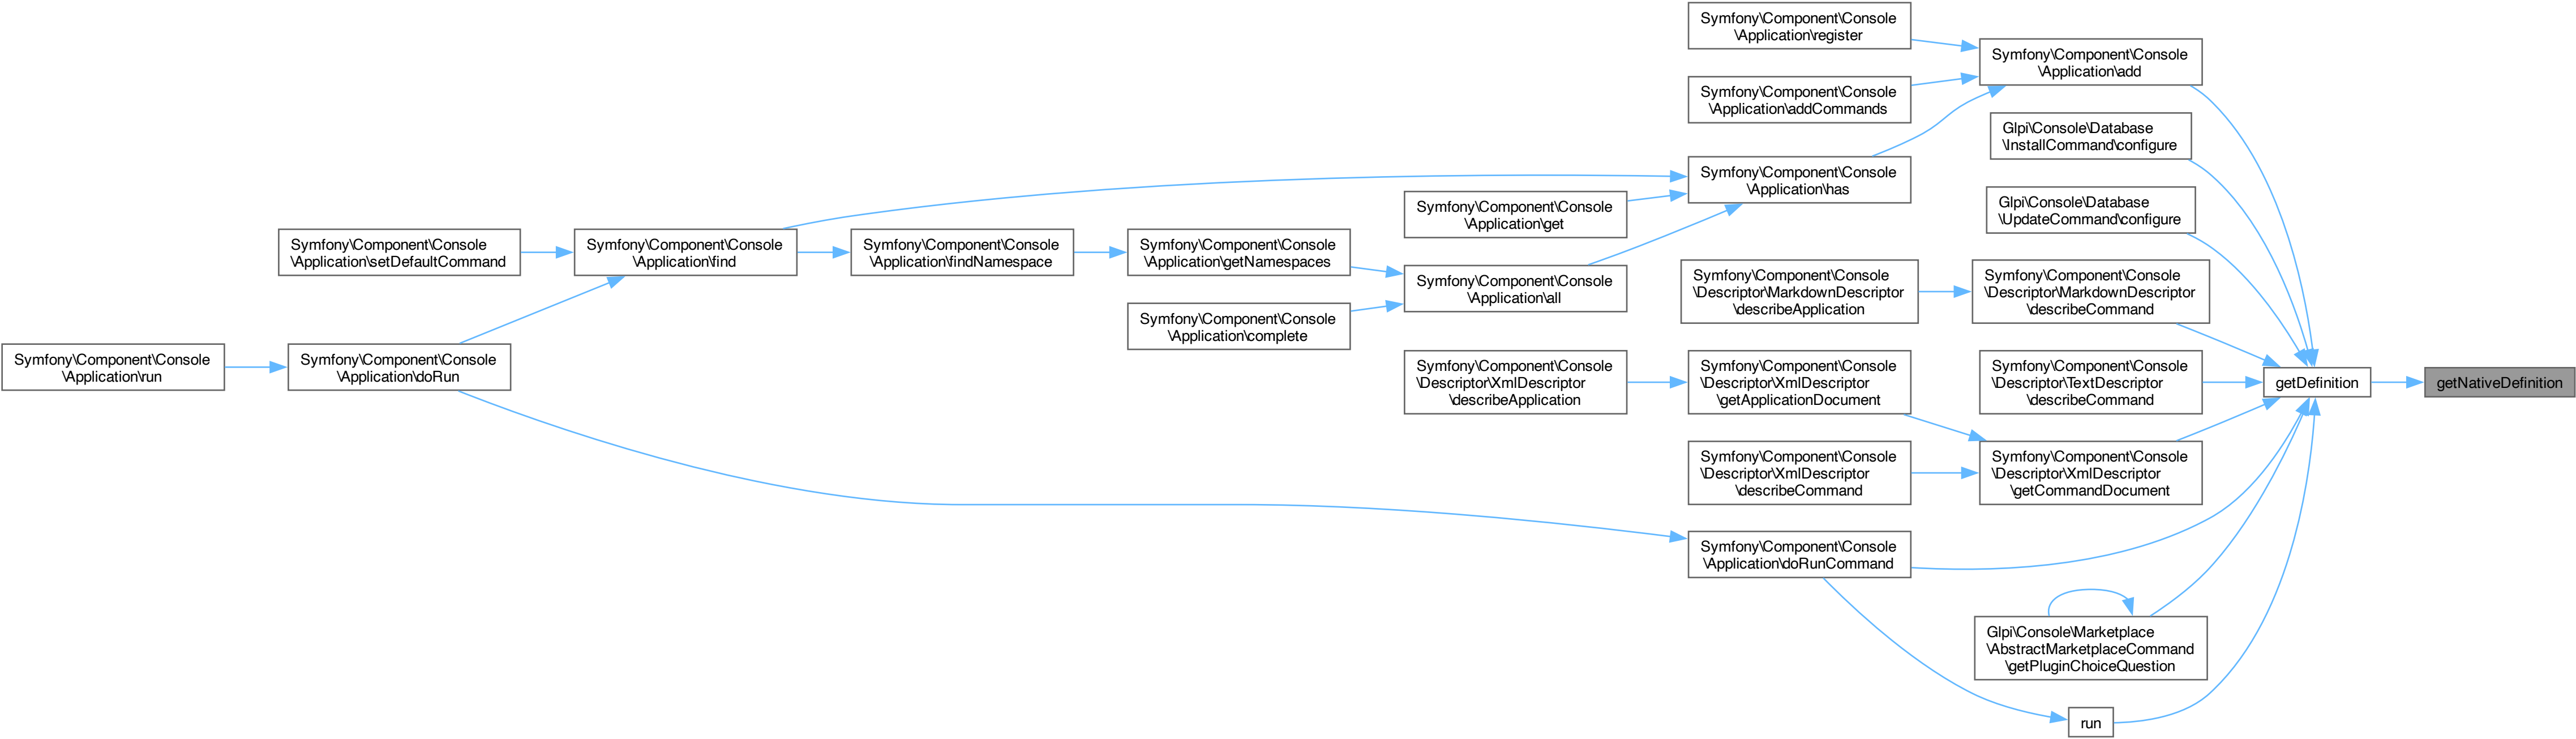 Symfony\Component\Console
\Application\register
Symfony\Component\Console
\Application\add
Symfony\Component\Console
\Application\addCommands
Glpi\Console\Database
\InstallCommand\configure
Symfony\Component\Console
\Application\has
Glpi\Console\Database
\UpdateCommand\configure
Symfony\Component\Console
\Application\get
Symfony\Component\Console
\Application\setDefaultCommand
Symfony\Component\Console
\Application\find
Symfony\Component\Console
\Application\findNamespace
Symfony\Component\Console
\Application\getNamespaces
Symfony\Component\Console
\Application\all
Symfony\Component\Console
\Descriptor\MarkdownDescriptor
\describeApplication
Symfony\Component\Console
\Descriptor\MarkdownDescriptor
\describeCommand
Symfony\Component\Console
\Application\complete
Symfony\Component\Console
\Application\run
Symfony\Component\Console
\Application\doRun
Symfony\Component\Console
\Descriptor\XmlDescriptor
\describeApplication
Symfony\Component\Console
\Descriptor\XmlDescriptor
\getApplicationDocument
Symfony\Component\Console
\Descriptor\TextDescriptor
\describeCommand
getDefinition
getNativeDefinition
Symfony\Component\Console
\Descriptor\XmlDescriptor
\describeCommand
Symfony\Component\Console
\Descriptor\XmlDescriptor
\getCommandDocument
Symfony\Component\Console
\Application\doRunCommand
Glpi\Console\Marketplace
\AbstractMarketplaceCommand
\getPluginChoiceQuestion
run